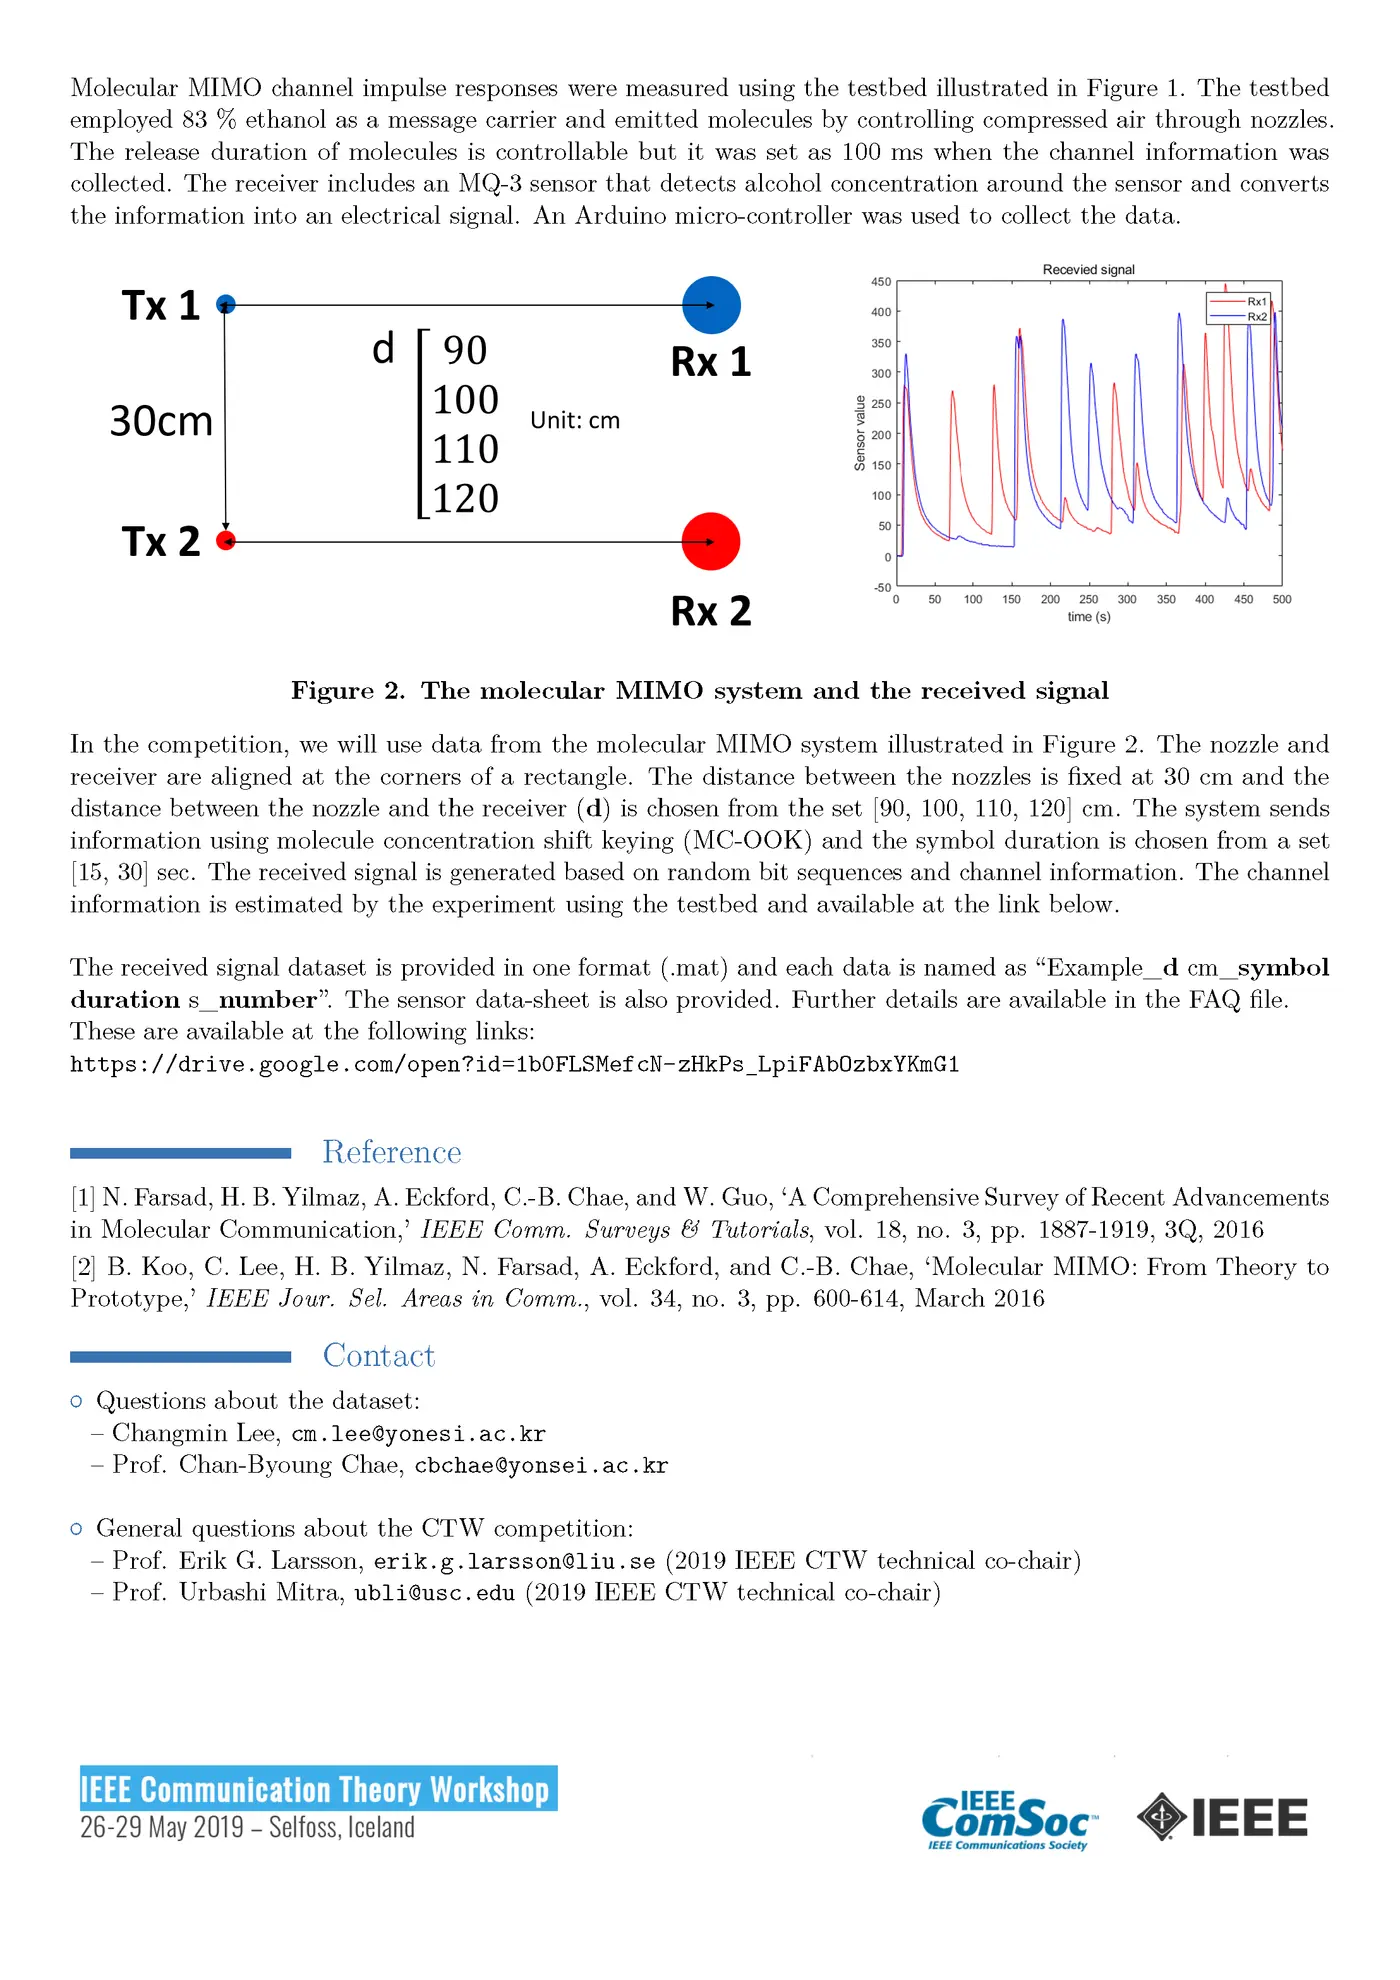 Molecular MIMO channel impulse responses were measured using the testbed illustrated in Figure 1. The testbed
employed 83 % ethanol as a message carrier and emitted molecules by controlling compressed air through nozzles.
The release duration of molecules is controllable but it was set as 100 ms when the channel information was
collected. The receiver includes an MQ-3 sensor that detects alcohol concentration around the sensor and converts
the information into an electrical signal. An Arduino micro-controller was used to collect the data.
Tx 1
Rx 1
d
90
100
110
120
Unit: cm
30cm
Tx 2
Rx 2
Recevied signal
Rx1
Rx2
Sensor value
450
400
350
300
250
200
150
100
50
0
-50
0 50 100 150 200 250 300 350 400 450 500
time (s)
Figure 2. The molecular MIMO system and the received signal
In the competition, we will use data from the molecular MIMO system illustrated in Figure 2. The nozzle and
receiver are aligned at the corners of a rectangle. The distance between the nozzles is fixed at 30 cm and the
distance between the nozzle and the receiver (d) is chosen from the set [90, 100, 110, 120] cm. The system sends
information using molecule concentration shift keying (MC-OOK) and the symbol duration is chosen from a set
[15, 30] sec. The received signal is generated based on random bit sequences and channel information. The channel
information is estimated by the experiment using the testbed and available at the link below.
The received signal dataset is provided in one format (.mat) and each data is named as “Example_d cm_symbol
duration s_number”. The sensor data-sheet is also provided. Further details are available in the FAQ file.
These are available at the following links:
https://drive.google.com/open?id=1b0FLSMefcN-zHkPs_LpiFAbOzbxYKmG1
Reference
[1] N. Farsad, H. B. Yilmaz, A. Eckford, C.-B. Chae, and W. Guo, ‘A Comprehensive Survey of Recent Advancements
in Molecular Communication,’ IEEE Comm. Surveys & Tutorials, vol. 18, no. 3, pp. 1887-1919, 3Q, 2016
[2] B. Koo, C. Lee, H. B. Yilmaz, N. Farsad, A. Eckford, and C.-B. Chae, ‘Molecular MIMO: From Theory to
Prototype,’ IEEE Jour. Sel. Areas in Comm., vol. 34, no. 3, pp. 600-614, March 2016
Contact
Questions about the dataset:
– Changmin Lee, cm.lee@yonesi.ac.kr
– Prof. Chan-Byoung Chae, cbchae@yonsei.ac.kr
General questions about the CTW competition:
– Prof. Erik G. Larsson, erik.g.larsson@liu.se (2019 IEEE CTW technical co-chair)
– Prof. Urbashi Mitra, ubli@usc.edu (2019 IEEE CTW technical co-chair)
IEEE Communication Theory Workshop
26-29 May 2019 – Selfoss, Iceland
IEEE
ComSoc™
IEEE Communications Society
IEEE